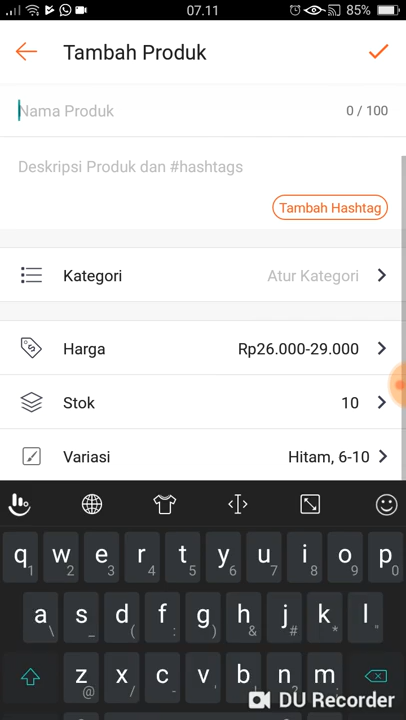 07.11
85%
Tambah Produk
Nama Produk
0 / 100
Deskripsi Produk dan #hashtags
Tambah Hashtag
Kategori
Atur Kategori
Harga
Rp26.000-29.000
Stok
10
Variasi
Hitam, 6-10
q w e r t y u i o p
1 2 3 4 5 6 7 8 9 0
a s d f g h j k l
\ _ ( : ) & # * "
z x c v b n m
@ / - ' ? ; !
DU Recorder